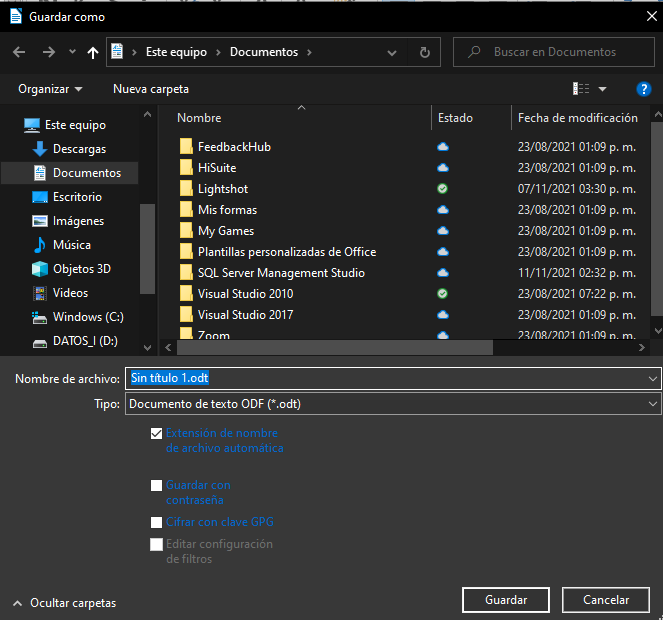 Guardar como
Este equipo
Documentos
Buscar en Documentos
Organizar
Nueva carpeta
Nombre
Estado
Fecha de modificación
Este equipo
Descargas
Documentos
Escritorio
Imágenes
Música
Objetos 3D
Videos
Windows (C:)
DATOS_I (D:)
FeedbackHub 23/08/2021 01:09 p. m.
HiSuite 23/08/2021 01:09 p. m.
Lightshot 07/11/2021 03:30 p. m.
Mis formas 23/08/2021 01:09 p. m.
My Games 23/08/2021 01:09 p. m.
Plantillas personalizadas de Office 23/08/2021 01:09 p. m.
SQL Server Management Studio 11/11/2021 02:32 p. m.
Visual Studio 2010 23/08/2021 07:22 p. m.
Visual Studio 2017 23/08/2021 01:09 p. m.
Zoom 23/08/2021 01:09 p. m.
Nombre de archivo: Sin título 1.odt
Tipo: Documento de texto ODF (*.odt)
Extensión de nombre
de archivo automática
Guardar con
contraseña
Cifrar con clave GPG
Editar configuración
de filtros
Ocultar carpetas
Guardar
Cancelar